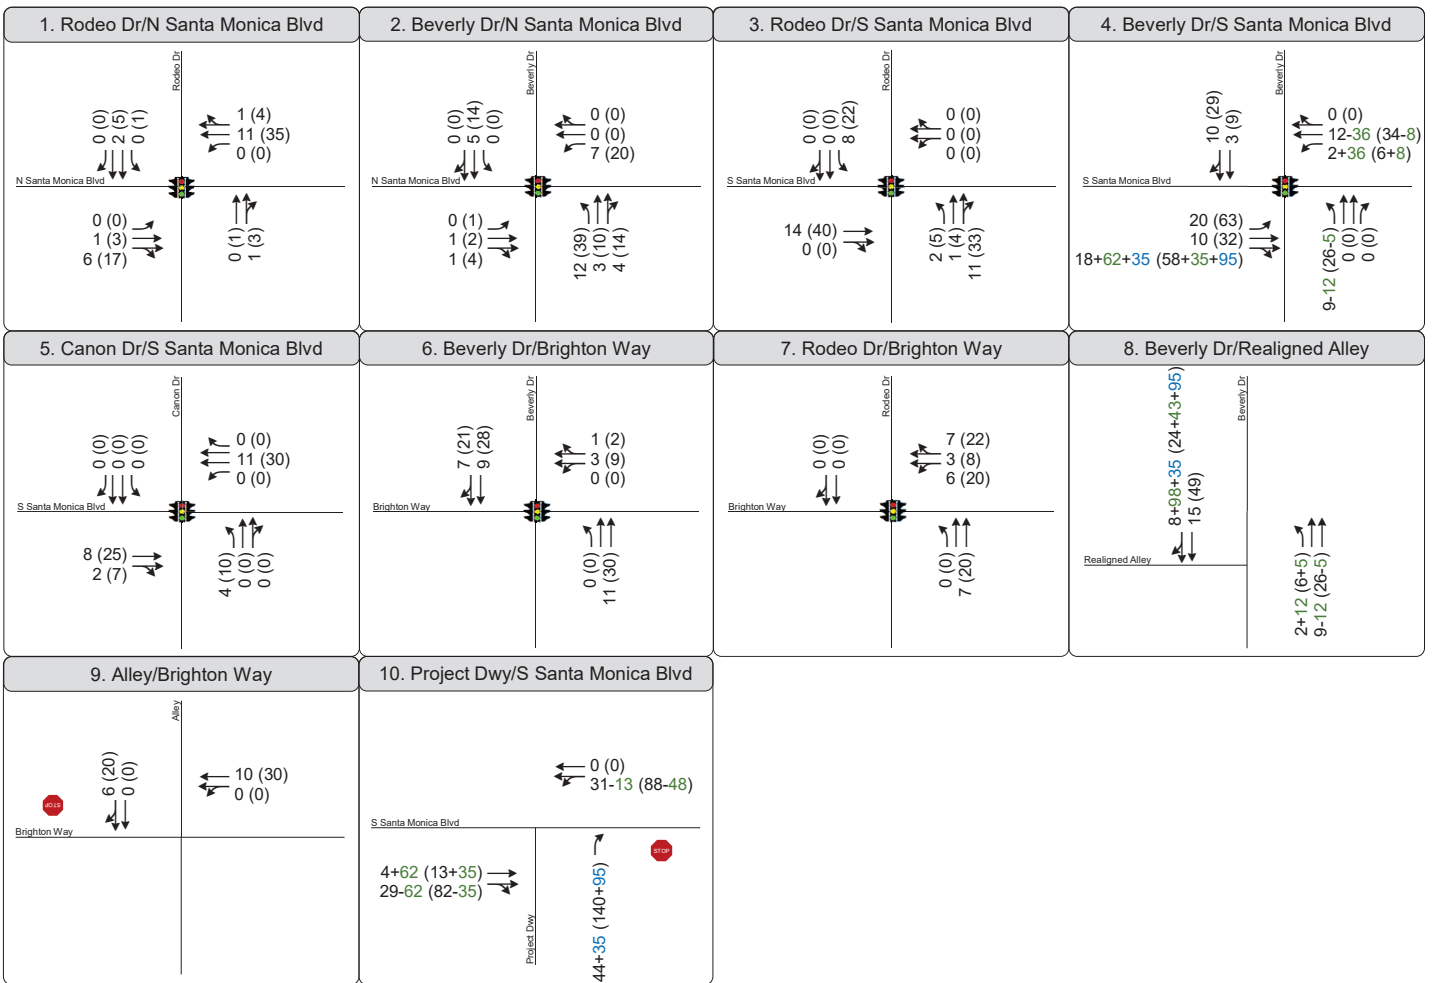 1. Rodeo Dr/N Santa Monica Blvd
Rodeo Dr
0 (0)
2 (5)
0 (1)
1 (4)
11 (35)
0 (0)
N Santa Monica Blvd
0 (0)
1 (3)
6 (17)
0 (1)
1 (3)
2. Beverly Dr/N Santa Monica Blvd
Beverly Dr
0 (0)
5 (14)
0 (0)
0 (0)
0 (0)
7 (20)
N Santa Monica Blvd
0 (1)
1 (2)
1 (4)
12 (39)
3 (10)
4 (14)
3. Rodeo Dr/S Santa Monica Blvd
Rodeo Dr
0 (0)
0 (0)
8 (22)
0 (0)
0 (0)
0 (0)
S Santa Monica Blvd
14 (40)
0 (0)
2 (5)
1 (4)
11 (33)
4. Beverly Dr/S Santa Monica Blvd
Beverly Dr
10 (29)
3 (9)
0 (0)
12-36 (34-8)
2+36 (6+8)
S Santa Monica Blvd
20 (63)
10 (32)
18+62+35 (58+35+95)
9-12 (26-5)
0 (0)
0 (0)
5. Canon Dr/S Santa Monica Blvd
Canon Dr
0 (0)
0 (0)
0 (0)
0 (0)
11 (30)
0 (0)
S Santa Monica Blvd
8 (25)
2 (7)
4 (10)
0 (0)
0 (0)
6. Beverly Dr/Brighton Way
Beverly Dr
7 (21)
9 (28)
1 (2)
3 (9)
0 (0)
Brighton Way
0 (0)
11 (30)
7. Rodeo Dr/Brighton Way
Rodeo Dr
0 (0)
0 (0)
7 (22)
3 (8)
6 (20)
Brighton Way
0 (0)
7 (20)
8. Beverly Dr/Realigned Alley
Beverly Dr
8+98+35 (24+43+95)
15 (49)
Realigned Alley
2+12 (6+5)
9-12 (26-5)
9. Alley/Brighton Way
Alley
6 (20)
0 (0)
10 (30)
0 (0)
STOP
Brighton Way
10. Project Dwy/S Santa Monica Blvd
0 (0)
31-13 (88-48)
S Santa Monica Blvd
STOP
4+62 (13+35)
29-62 (82-35)
Project Dwy
44+35 (140+95)